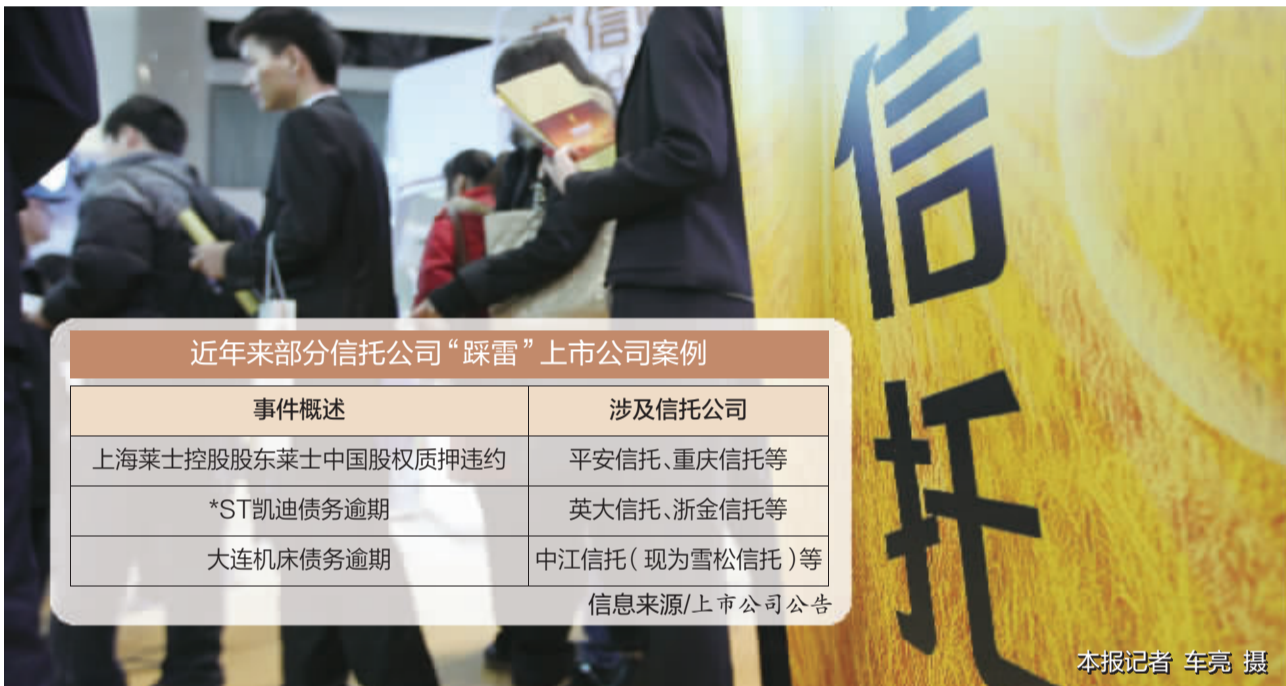 信托
近年来部分信托公司“踩雷”上市公司案例
事件概述 涉及信托公司
上海莱士控股股东莱士中国股权质押违约 平安信托、重庆信托等
*ST凯迪债务逾期 英大信托、浙金信托等
大连机床债务逾期 中江信托(现为雪松信托)等
信息来源/上市公司公告
本报记者 车亮 摄